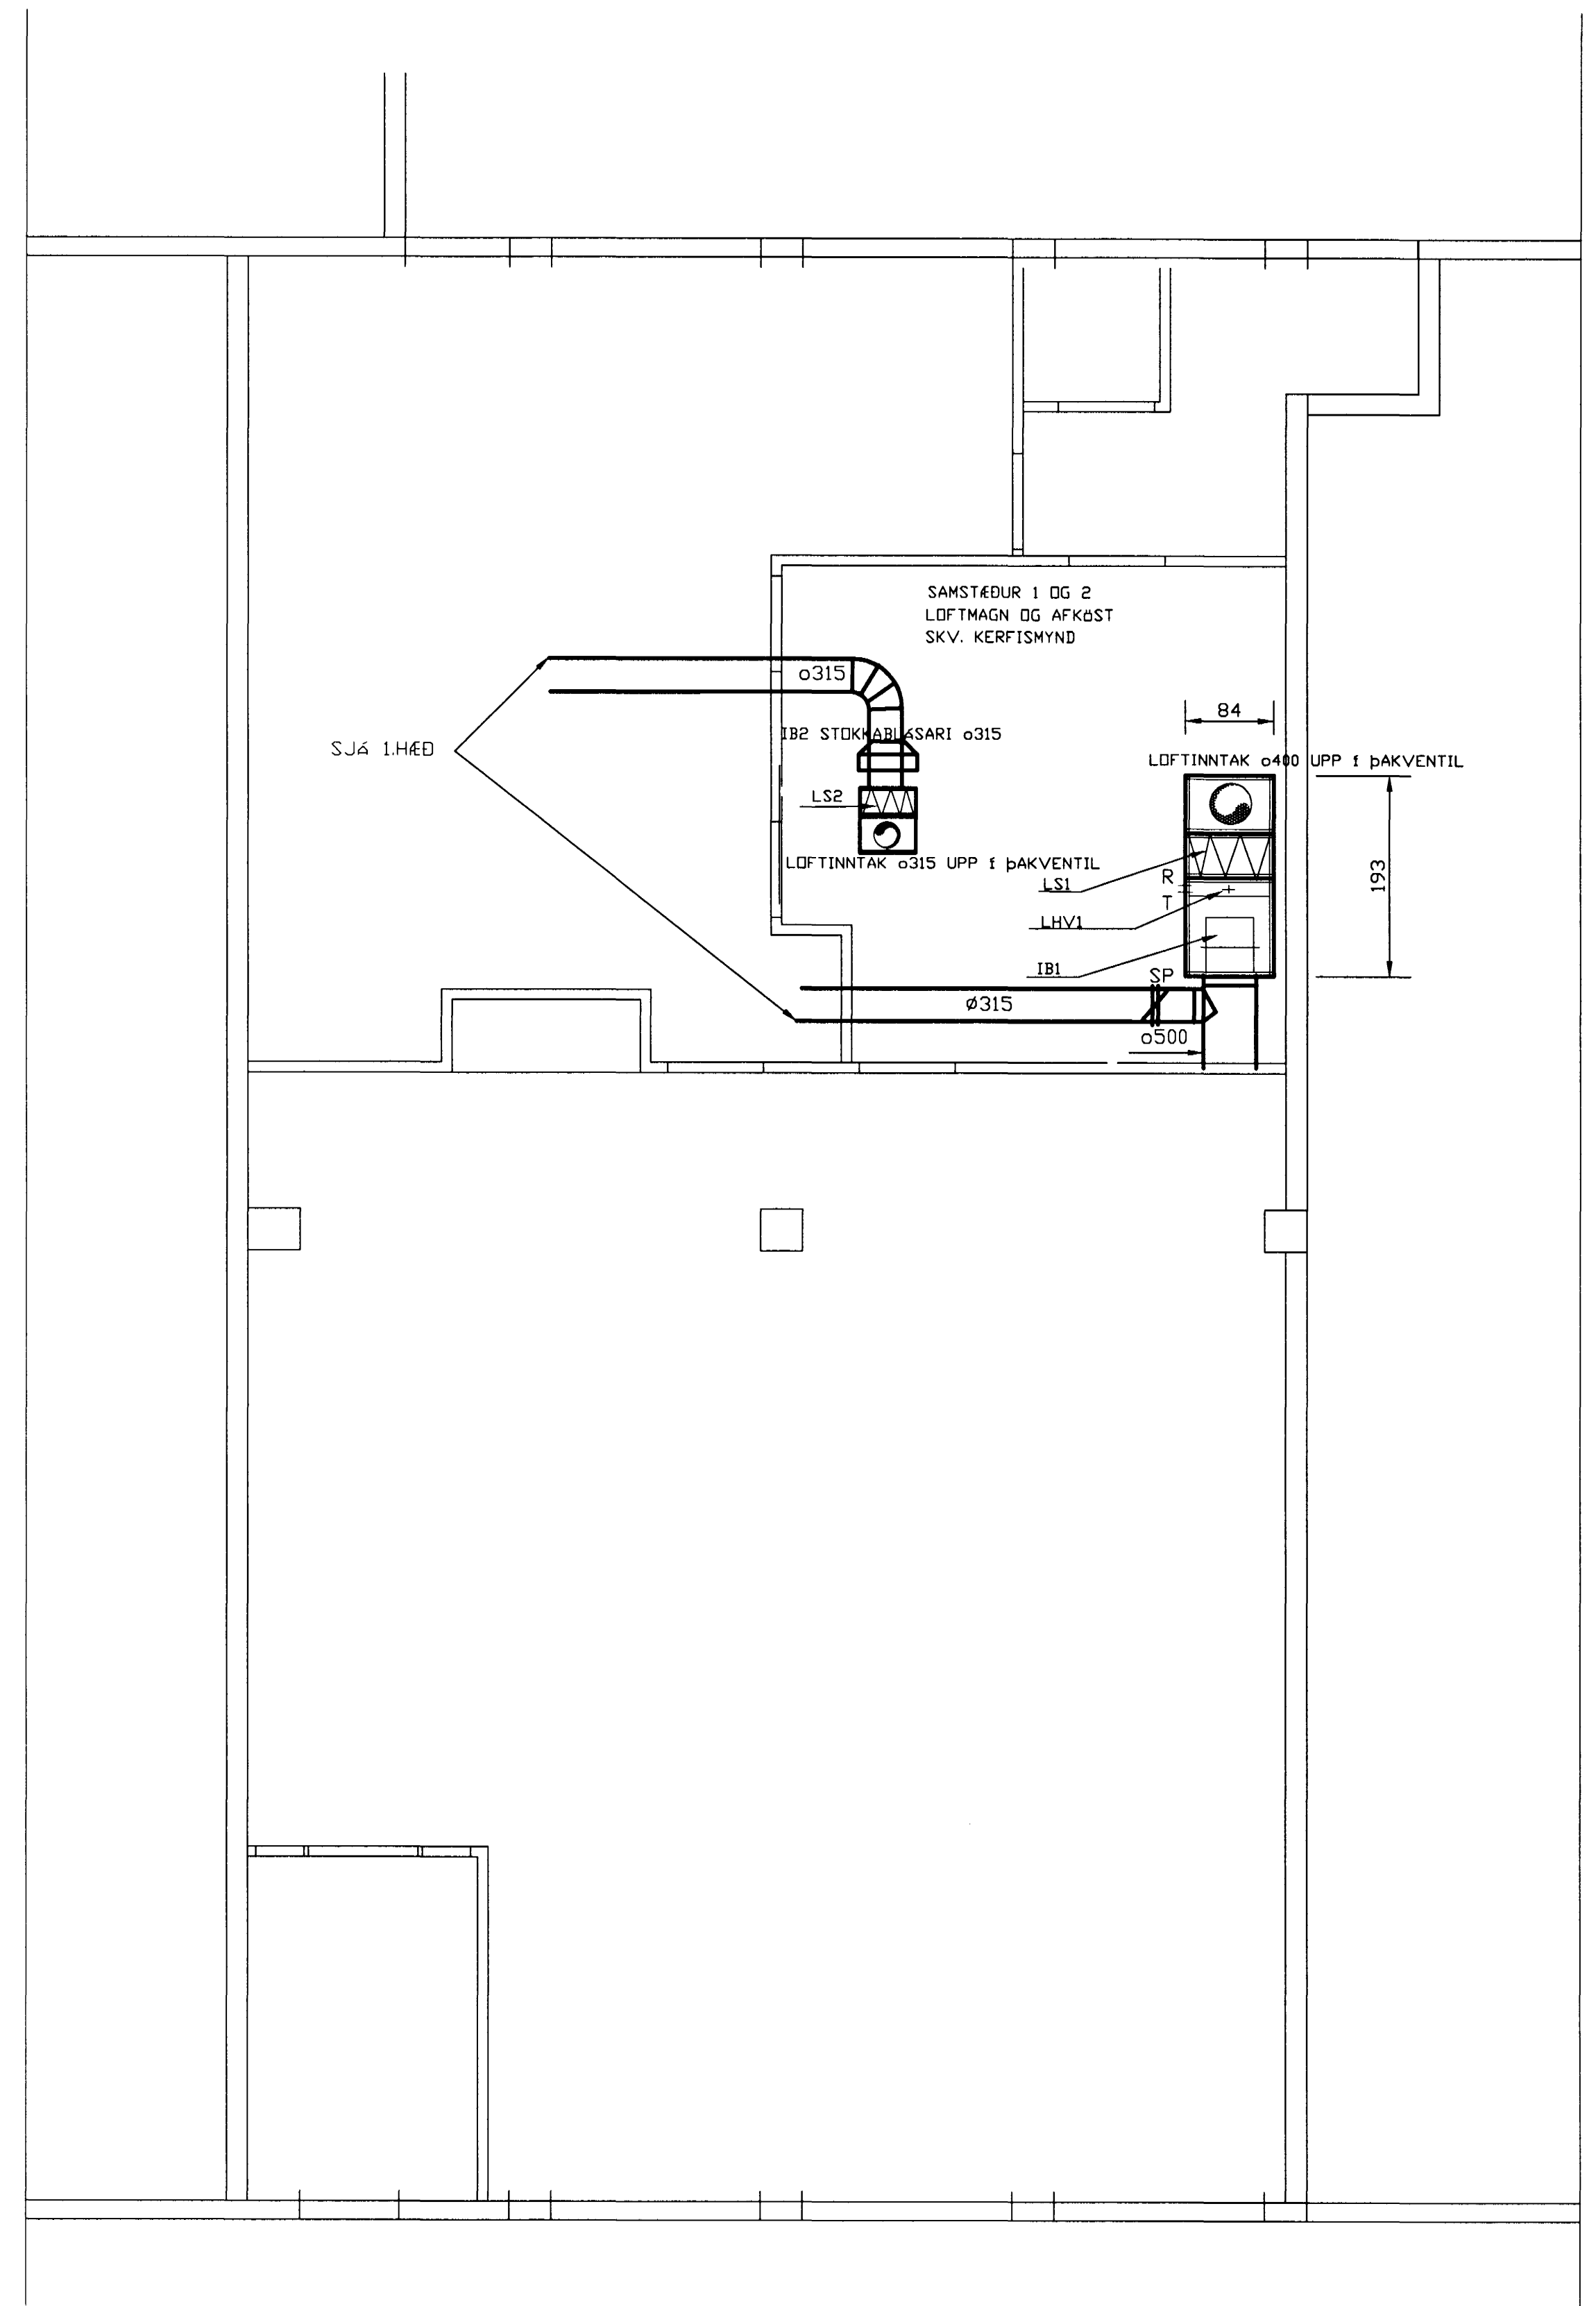 SAMSTÆÐUR 1 OG 2
LOFTMAGN OG AFKÖST
SKV. KERFISMYND
o315
IB2 STOKKABLÁSARI o315
84
SJá 1.HÆÐ
LOFTINNTAK o400 UPP í ÞAKVENTIL
LS2
LOFTINNTAK o315 UPP í ÞAKVENTIL
193
R
LS1
T
LHV1
IB1
SP
Ø315
o500